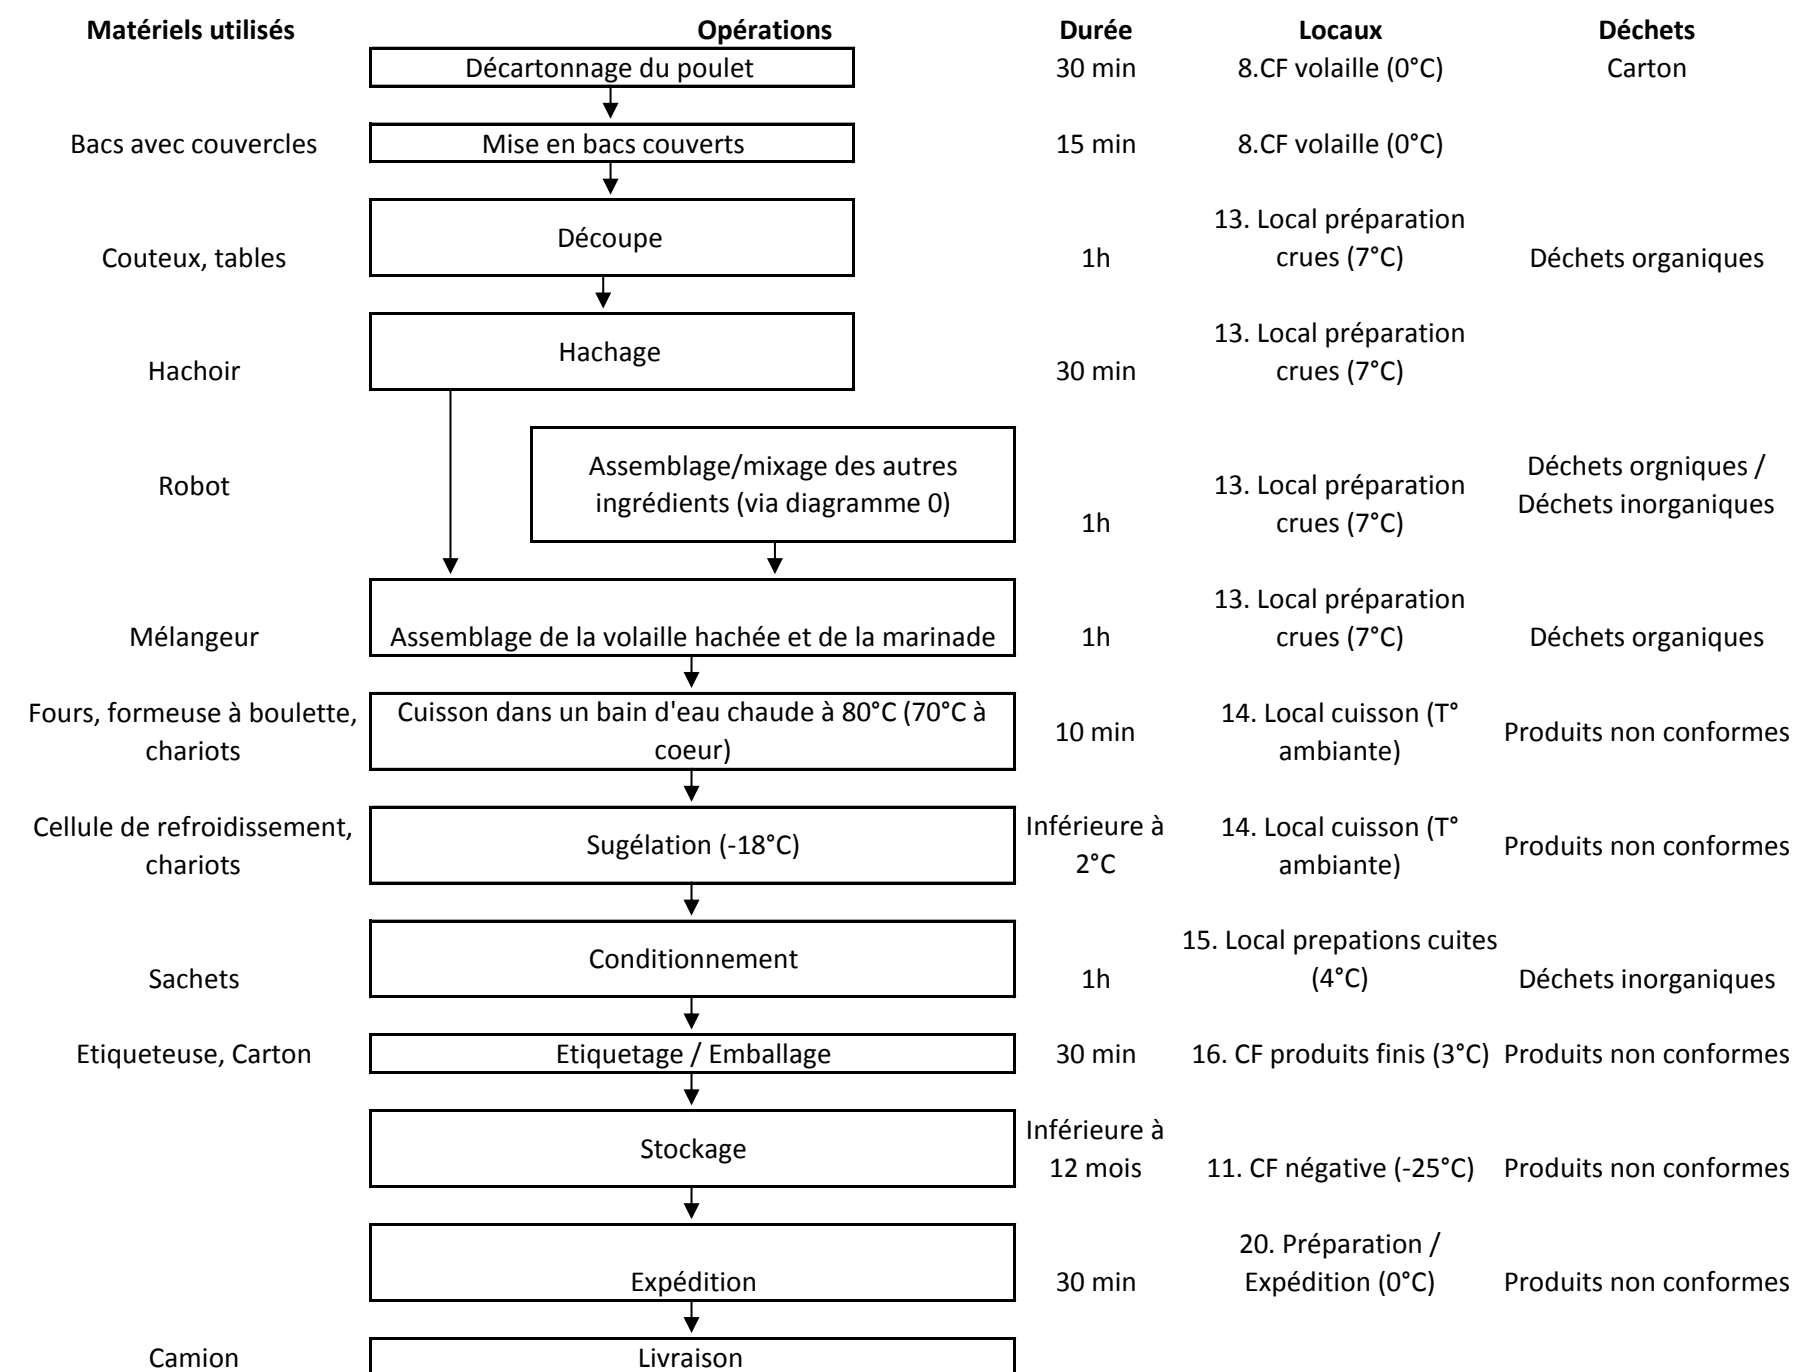 Matériels utilisés Opérations Durée Locaux Déchets
Décartonnage du poulet 30 min 8.CF volaille (0°C) Carton
Bacs avec couvercles Mise en bacs couverts 15 min 8.CF volaille (0°C)
Couteux, tables Découpe 1h 13. Local préparation
crues (7°C) Déchets organiques
Hachoir Hachage 30 min 13. Local préparation
crues (7°C)
Robot Assemblage/mixage des autres
ingrédients (via diagramme 0) 1h 13. Local préparation
crues (7°C) Déchets orgniques /
Déchets inorganiques
Mélangeur Assemblage de la volaille hachée et de la marinade 1h 13. Local préparation
crues (7°C) Déchets organiques
Fours, formeuse à boulette,
chariots Cuisson dans un bain d'eau chaude à 80°C (70°C à
coeur) 10 min 14. Local cuisson (T°
ambiante) Produits non conformes
Cellule de refroidissement,
chariots Sugélation (-18°C) Inférieure à
2°C 14. Local cuisson (T°
ambiante) Produits non conformes
Sachets Conditionnement 1h 15. Local prepations cuites
(4°C) Déchets inorganiques
Etiqueteuse, Carton Etiquetage / Emballage 30 min 16. CF produits finis (3°C) Produits non conformes
Stockage Inférieure à
12 mois 11. CF négative (-25°C) Produits non conformes
Expédition 30 min 20. Préparation /
Expédition (0°C) Produits non conformes
Camion Livraison